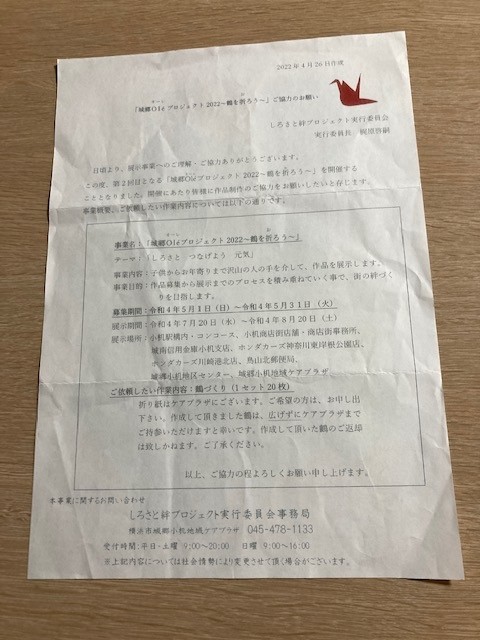 2022年4月26日作成
「城郷Oléプロジェクト2022～鶴を折ろう～」ご協力のお願い
しろさと絆プロジェクト実行委員会
実行委員長 梶原啓嗣
日頃より、展示事業へのご理解・ご協力ありがとうございます。
この度、第2回目となる「城郷Oléプロジェクト2022～鶴を折ろう～」を開催する
こととなりました。開催にあたり皆様に作品制作のご協力をお願いしたいと存じます。
事業概要、ご依頼したい作業内容については以下の通りです。
事業名：「城郷Oléプロジェクト2022～鶴を折ろう～」
テーマ：「しろさと つなげよう 元気」
事業内容：子供からお年寄りまで沢山の人の手を介して、作品を展示します。
事業目的：作品募集から展示までのプロセスを積み重ねていく事で、街の絆づく
りを目指します。
募集期間：令和4年5月1日（日）～令和4年5月31日（火）
展示期間：令和4年7月20日（水）～令和4年8月20日（土）
展示場所：小机駅構内・コンコース、小机商店街店舗・商店街事務所、
城南信用金庫小机支店、ホンダカーズ神奈川東岸根公園店、
ホンダカーズ川崎港北店、鳥山北郵便局、
城郷小机地区センター、城郷小机地域ケアプラザ
ご依頼したい作業内容：鶴づくり（1セット20枚）
折り紙はケアプラザにございます。ご希望の方は、お申し出
下さい。作成して頂きました鶴は、広げずにケアプラザまで
ご持参いただけますと幸いです。作成して頂いた鶴のご返却
は致しかねます。ご了承ください。
以上、ご協力の程よろしくお願い申し上げます。
本事業に関するお問い合わせ
しろさと絆プロジェクト実行委員会事務局
横浜市城郷小机地域ケアプラザ 045-478-1133
受付時間：平日・土曜 9:00～20:00 日曜 9:00～16:00
※上記内容については社会情勢により変更させて頂く場合がございます。